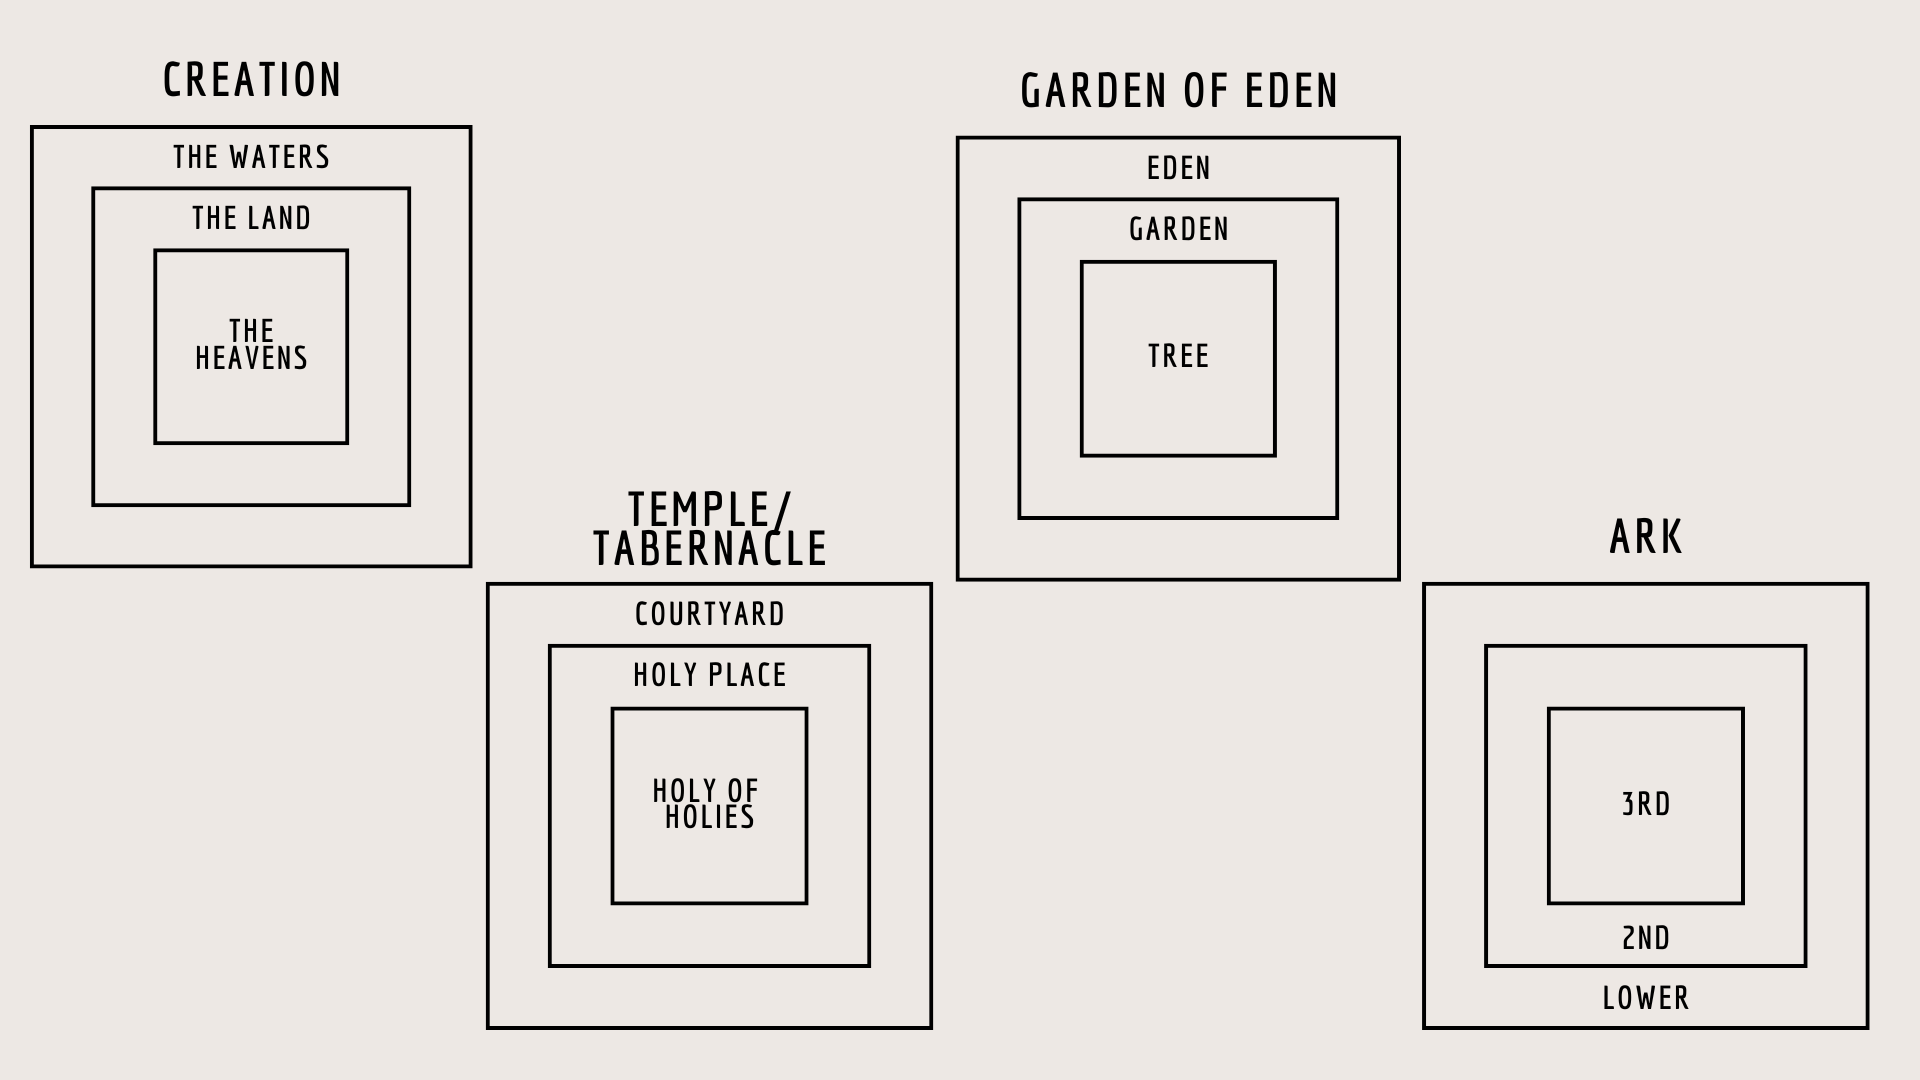 CREATION
THE WATERS
THE LAND
THE
HEAVENS
TEMPLE/
TABERNACLE
COURTYARD
HOLY PLACE
HOLY OF
HOLIES
GARDEN OF EDEN
EDEN
GARDEN
TREE
ARK
3RD
2ND
LOWER